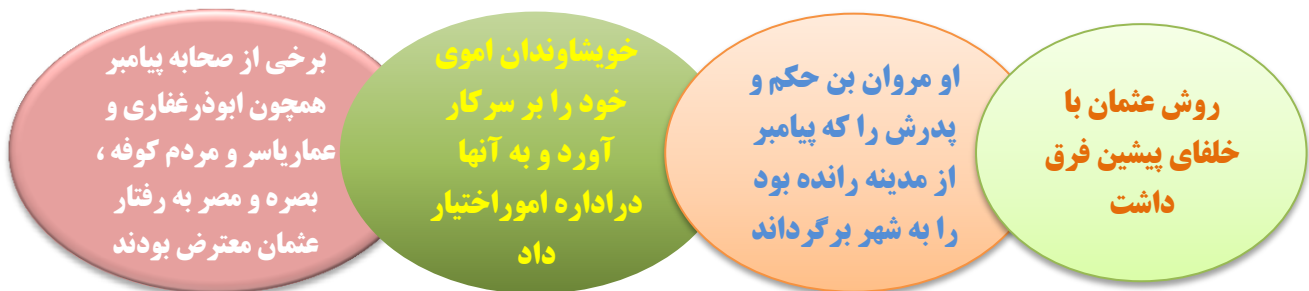 روش عثمان با
خلفای پیشین فرق
داشت
او مروان بن حکم و
پدرش را که پیامبر
از مدینه رانده بود
را به شهر برگرداند
خویشاوندان اموی
خود را بر سرکار
آورد و به آنها
دراداره اموراختیار
داد
برخی از صحابه پیامبر
همچون ابوذرغفاری و
عماریاسر و مردم کوفه ،
بصره و مصر به رفتار
عثمان معترض بودند